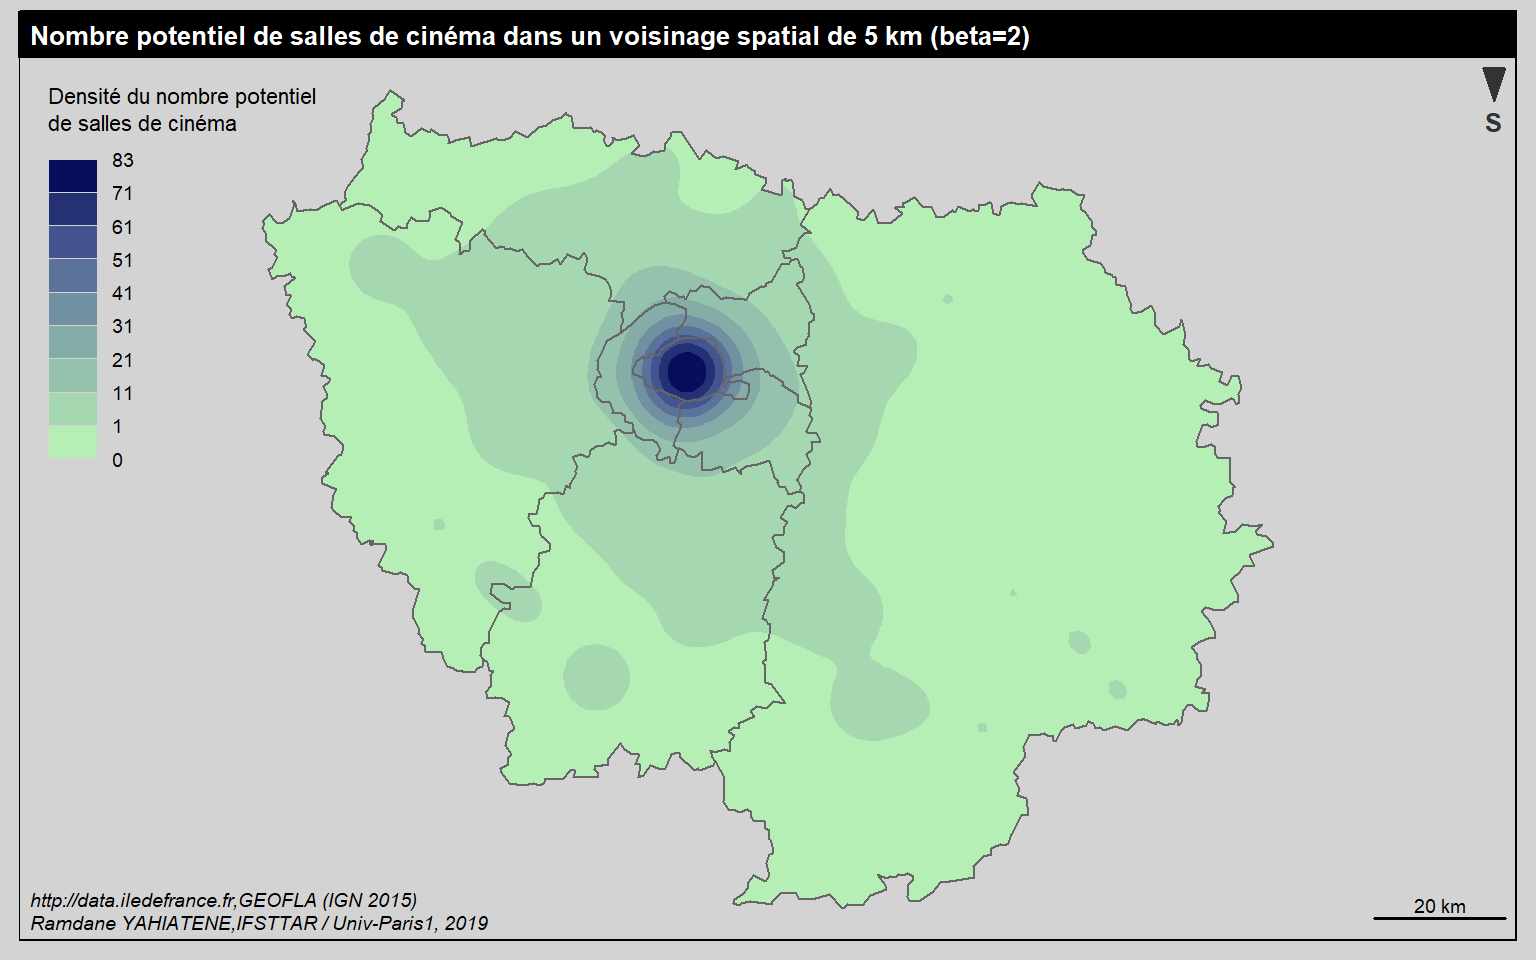 Nombre potentiel de salles de cinéma dans un voisinage spatial de 5 km (beta=2)
Densité du nombre potentiel
de salles de cinéma
83
71
61
51
41
31
21
11
1
0
S
http://data.iledefrance.fr,GEOFLA (IGN 2015)
Ramdane YAHIATENE,IFSTTAR / Univ-Paris1, 2019
20 km